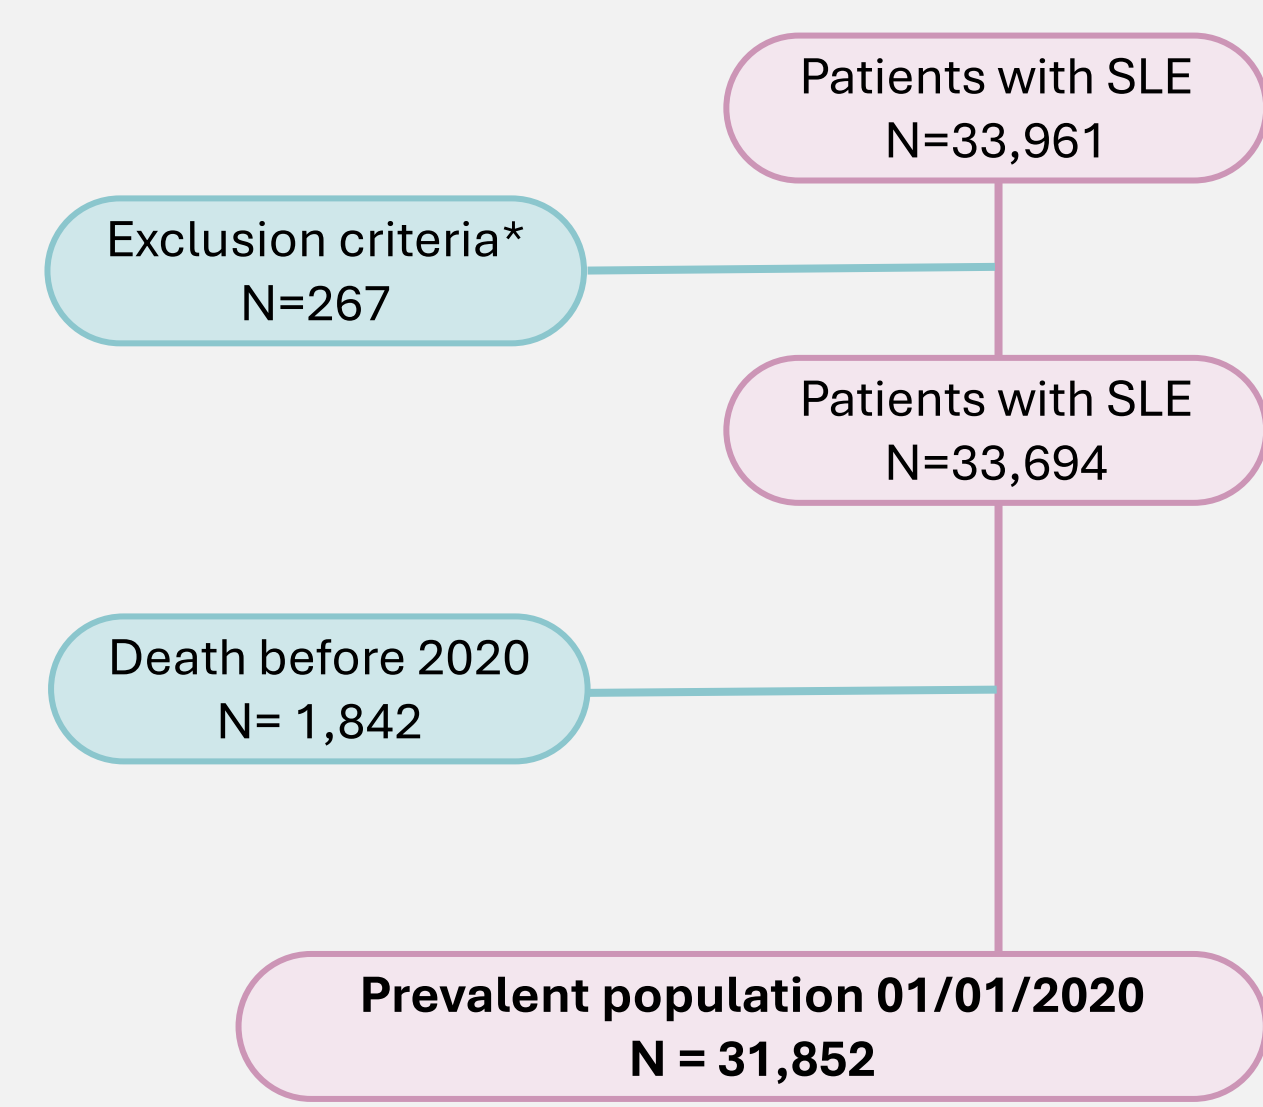 Patients with SLE
N=33,961
Exclusion criteria*
N=267
Patients with SLE
N=33,694
Death before 2020
N= 1,842
Prevalent population 01/01/2020
N = 31,852